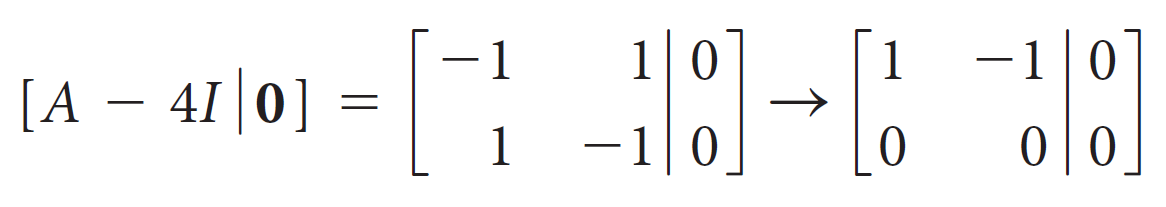 [A − 4I | 0] = [ −1 1 | 0 ; 1 −1 | 0 ] → [ 1 −1 | 0 ; 0 0 | 0 ]